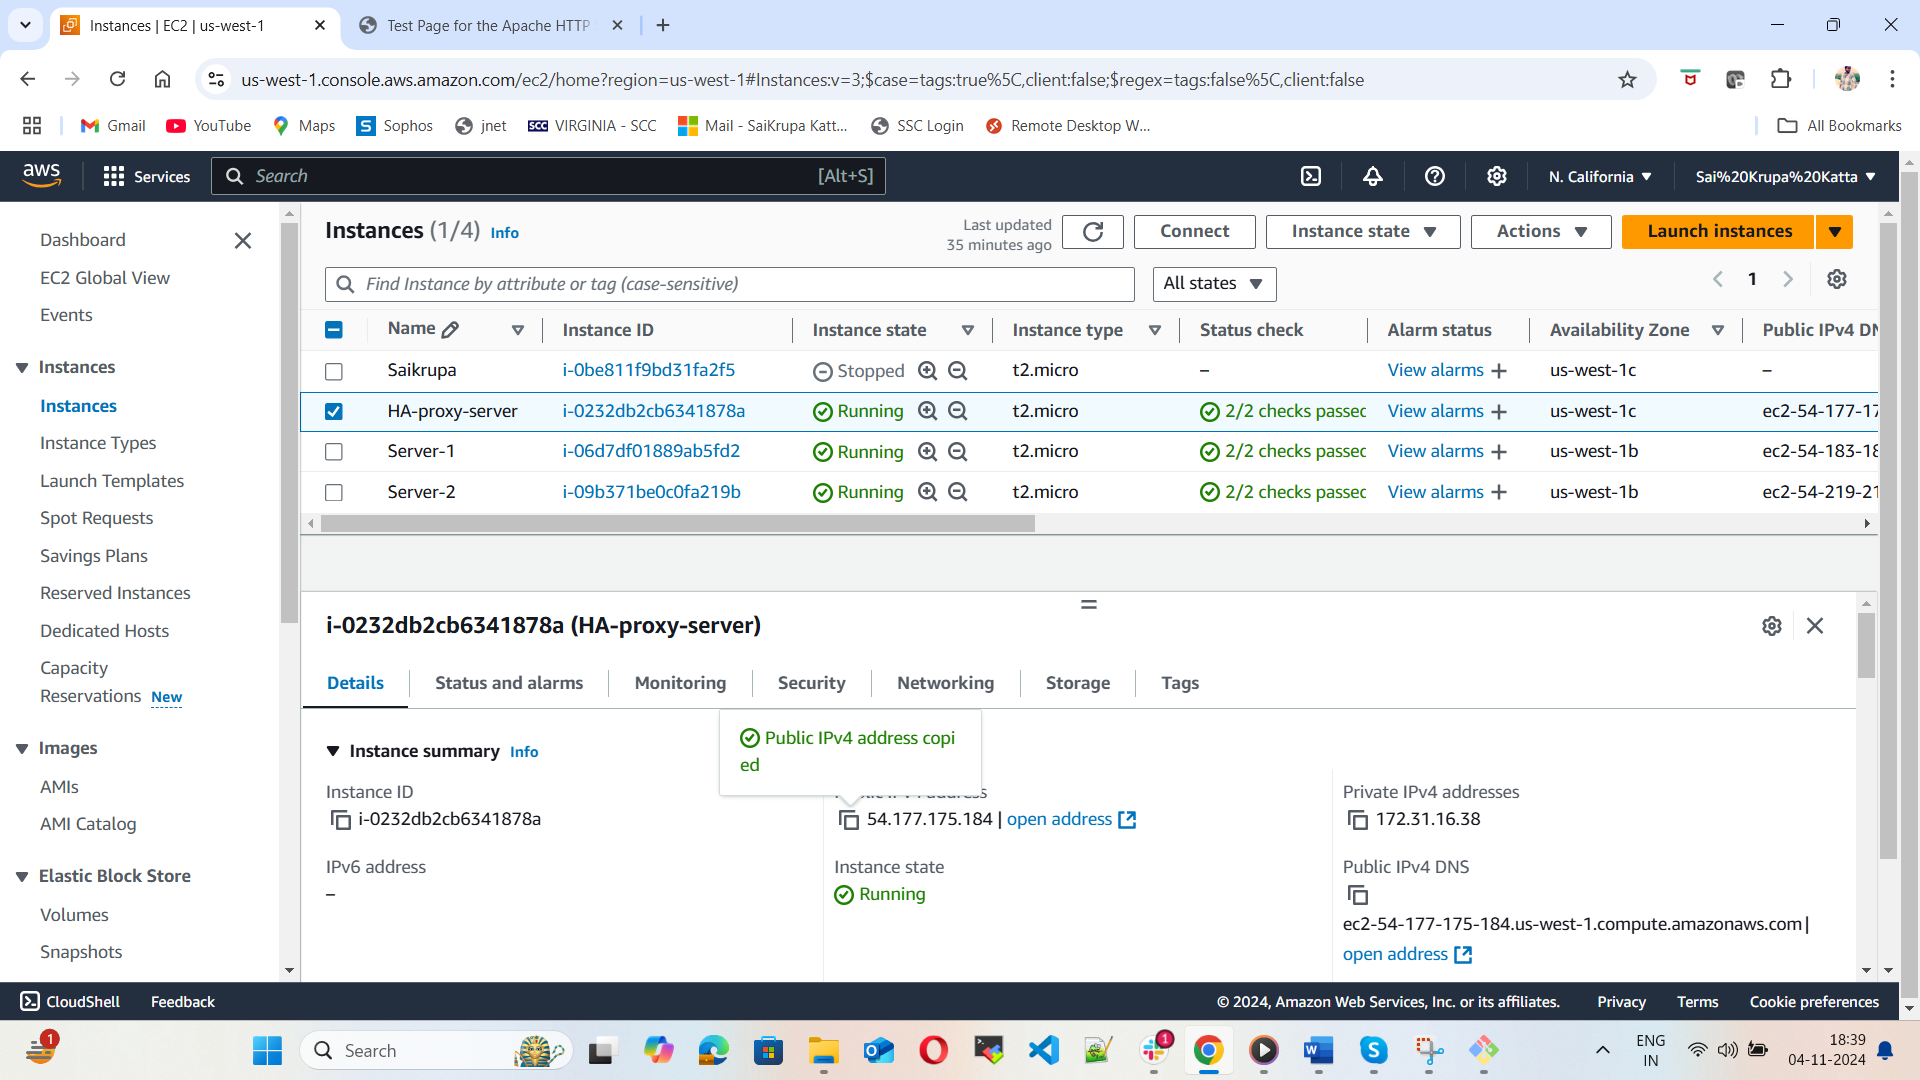 Instances | EC2 | us-west-1
Test Page for the Apache HTTP
us-west-1.console.aws.amazon.com/ec2/home?region=us-west-1#Instances:v=3;$case=tags:true%5C,client:false;$regex=tags:false%5C,client:false
Gmail YouTube Maps Sophos jnet VIRGINIA - SCC Mail - SaiKrupa Katt... SSC Login Remote Desktop W... All Bookmarks
aws Services Search [Alt+S] N. California Sai%20Krupa%20Katta
Dashboard
EC2 Global View
Events
Instances
Instances
Instance Types
Launch Templates
Spot Requests
Savings Plans
Reserved Instances
Dedicated Hosts
Capacity
Reservations New
Images
AMIs
AMI Catalog
Elastic Block Store
Volumes
Snapshots
Instances (1/4) Info
Last updated
35 minutes ago
Connect Instance state Actions Launch instances
Find Instance by attribute or tag (case-sensitive) All states 1
Name Instance ID Instance state Instance type Status check Alarm status Availability Zone Public IPv4 DN
Saikrupa i-0be811f9bd31fa2f5 Stopped t2.micro – View alarms + us-west-1c –
HA-proxy-server i-0232db2cb6341878a Running t2.micro 2/2 checks passed View alarms + us-west-1c ec2-54-177-17
Server-1 i-06d7df01889ab5fd2 Running t2.micro 2/2 checks passed View alarms + us-west-1b ec2-54-183-18
Server-2 i-09b371be0c0fa219b Running t2.micro 2/2 checks passed View alarms + us-west-1b ec2-54-219-21
i-0232db2cb6341878a (HA-proxy-server)
Details Status and alarms Monitoring Security Networking Storage Tags
Public IPv4 address copi
ed
Instance summary Info
Instance ID
i-0232db2cb6341878a
Public IPv4 address
54.177.175.184 | open address
Private IPv4 addresses
172.31.16.38
IPv6 address
–
Instance state
Running
Public IPv4 DNS
ec2-54-177-175-184.us-west-1.compute.amazonaws.com |
open address
CloudShell Feedback © 2024, Amazon Web Services, Inc. or its affiliates. Privacy Terms Cookie preferences
1
Search
1
ENG
IN
18:39
04-11-2024